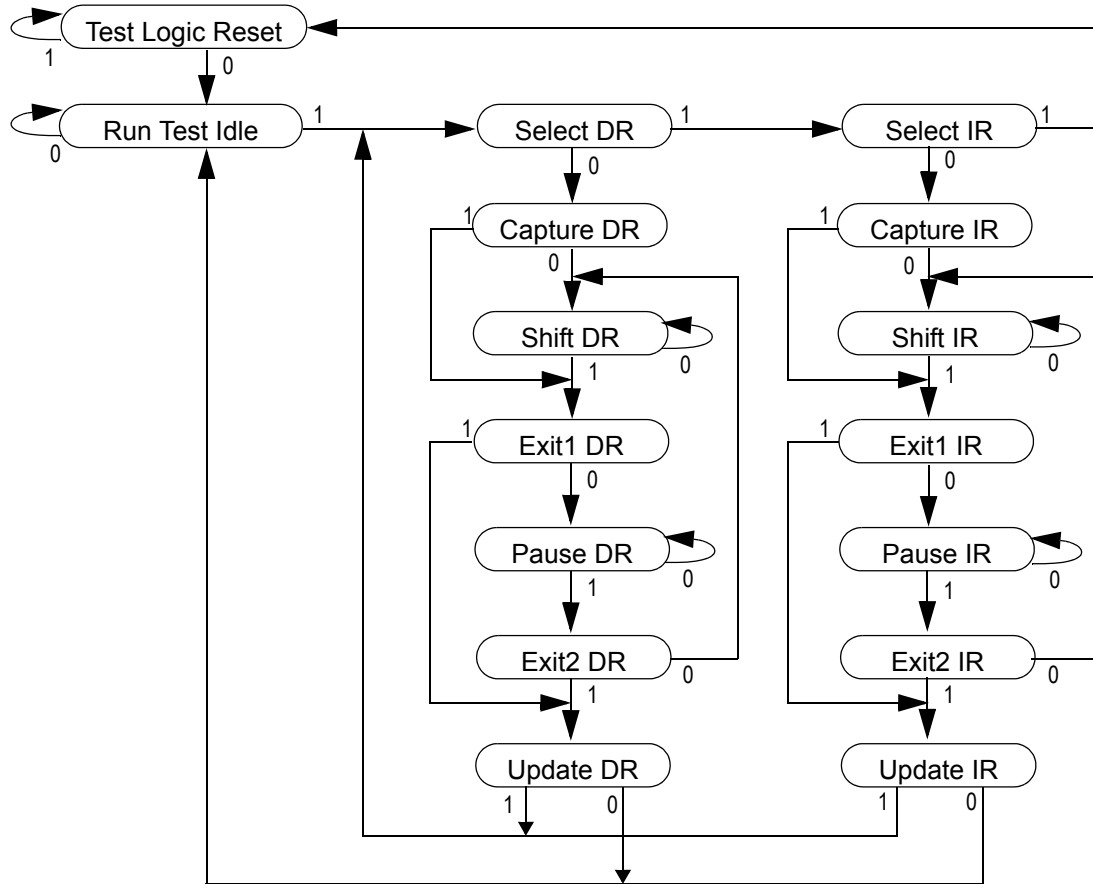 Test Logic Reset
1
0
Run Test Idle
1
0
Select DR
1
0
Select IR
1
0
1
Capture DR
0
1
Capture IR
0
Shift DR
0
1
Shift IR
0
1
1
Exit1 DR
0
1
Exit1 IR
0
Pause DR
0
1
Pause IR
0
1
Exit2 DR
0
1
Exit2 IR
0
1
Update DR
1
0
Update IR
1
0